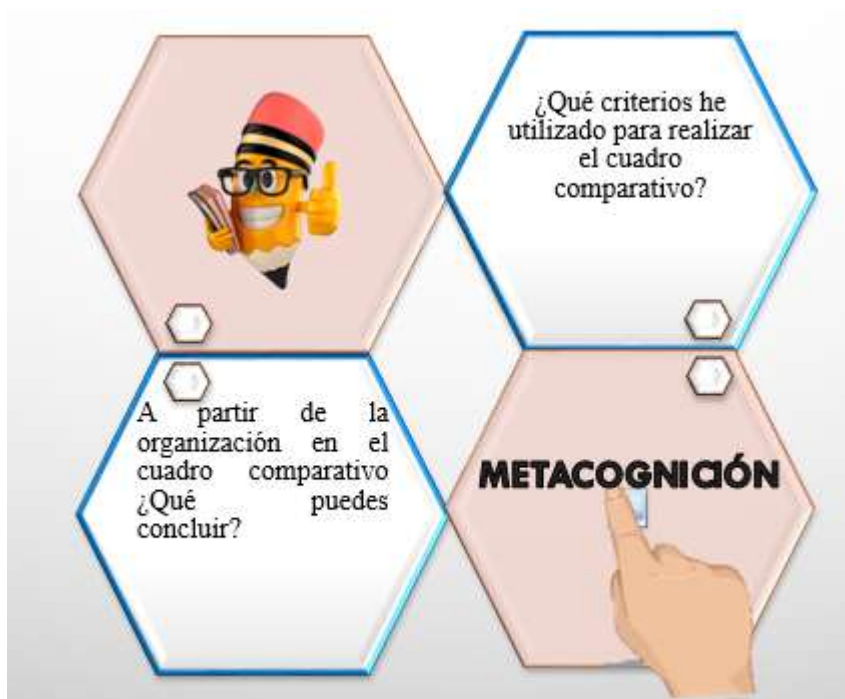 ¿Qué criterios he
utilizado para realizar
el cuadro
comparativo?
A partir de la
organización en el
cuadro comparativo
¿Qué puedes
concluir?
METACOGNICIÓN